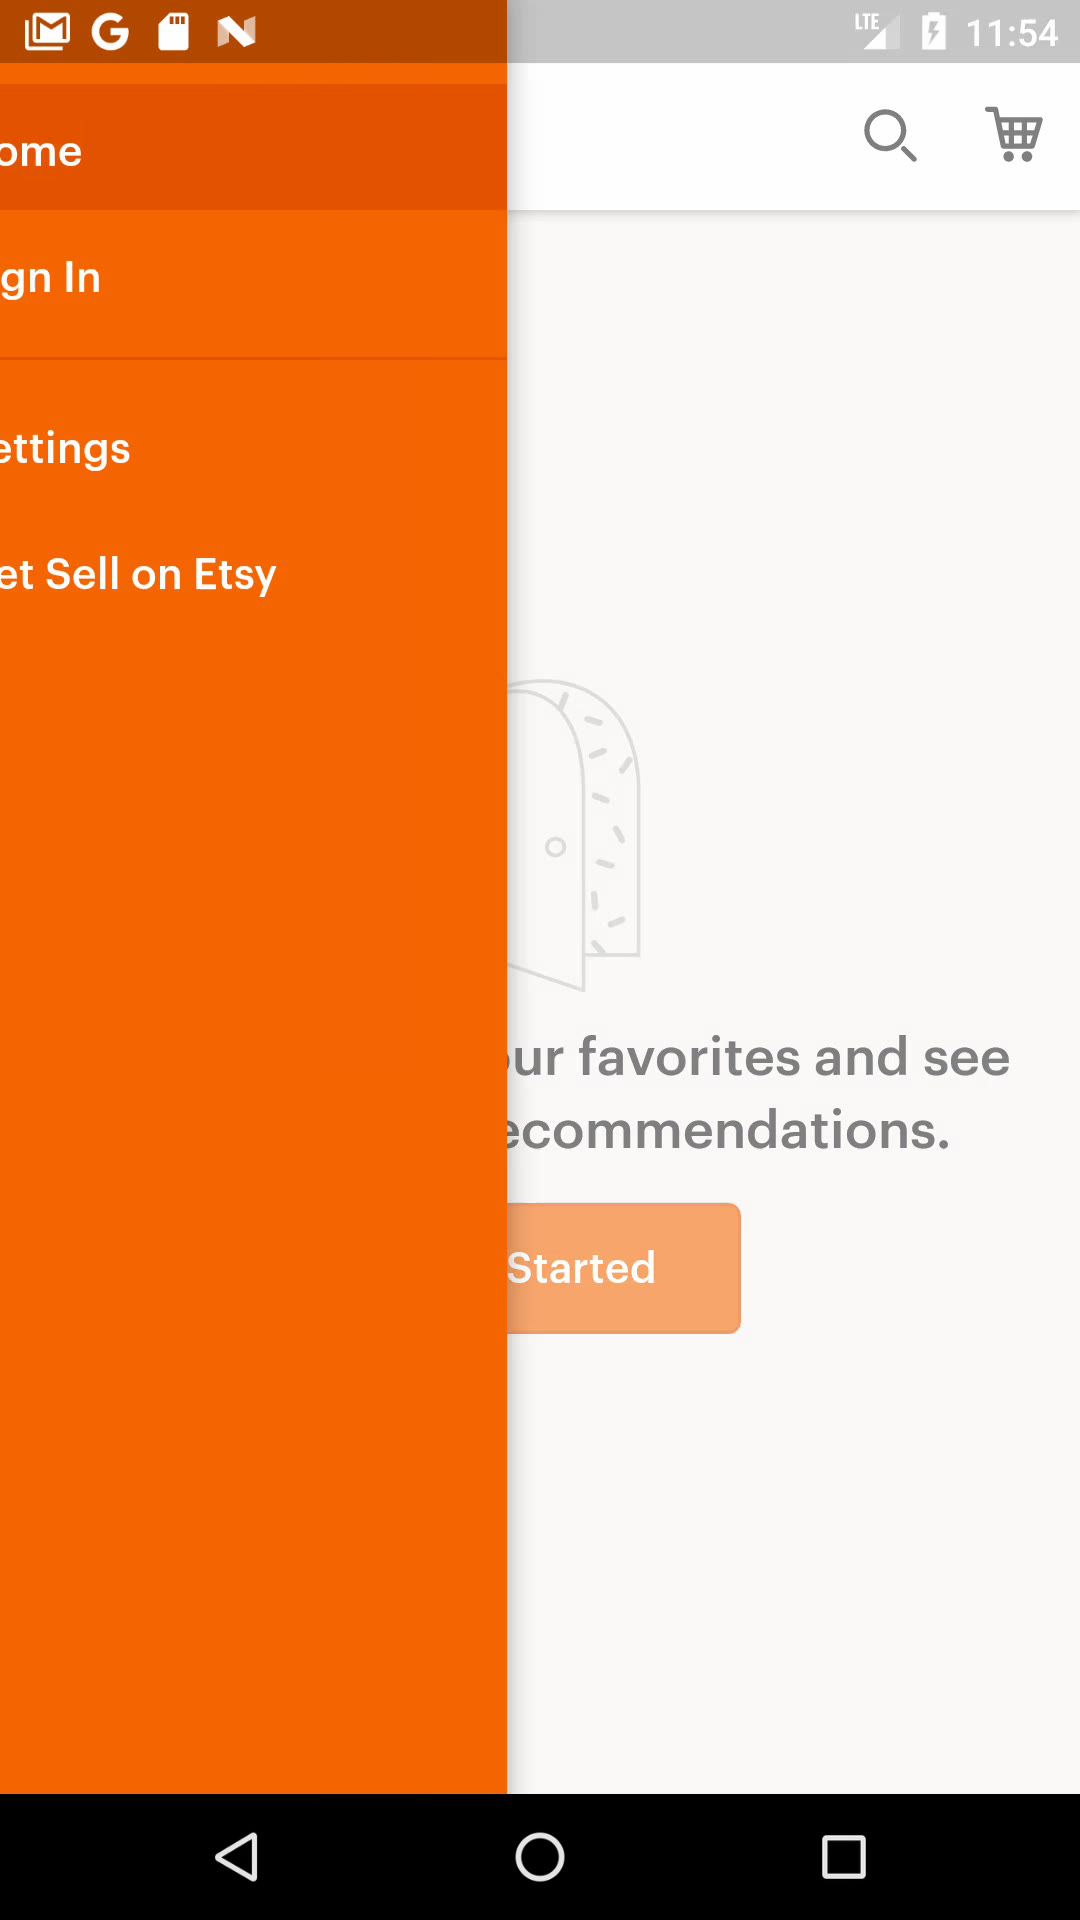 LTE 11:54
ome
gn In
ettings
et Sell on Etsy
ur favorites and see
ecommendations.
Started